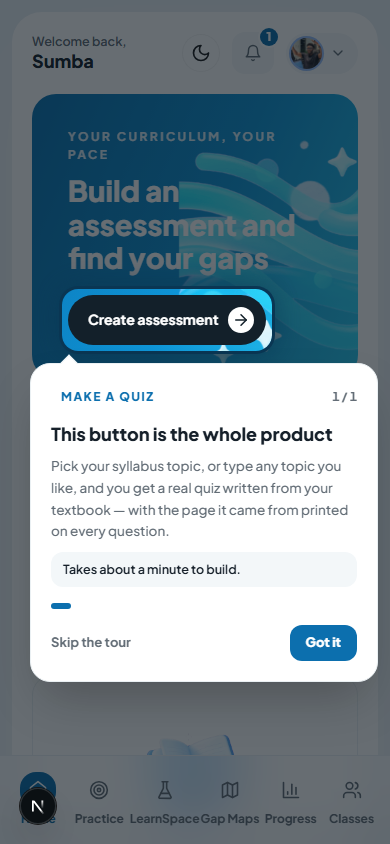 Welcome back,
Sumba
1
YOUR CURRICULUM, YOUR
PACE
Build an
assessment and
find your gaps
Create assessment
MAKE A QUIZ
1/1
This button is the whole product
Pick your syllabus topic, or type any topic you
like, and you get a real quiz written from your
textbook — with the page it came from printed
on every question.
Takes about a minute to build.
Skip the tour
Got it
N
Practice
LearnSpace
Gap Maps
Progress
Classes